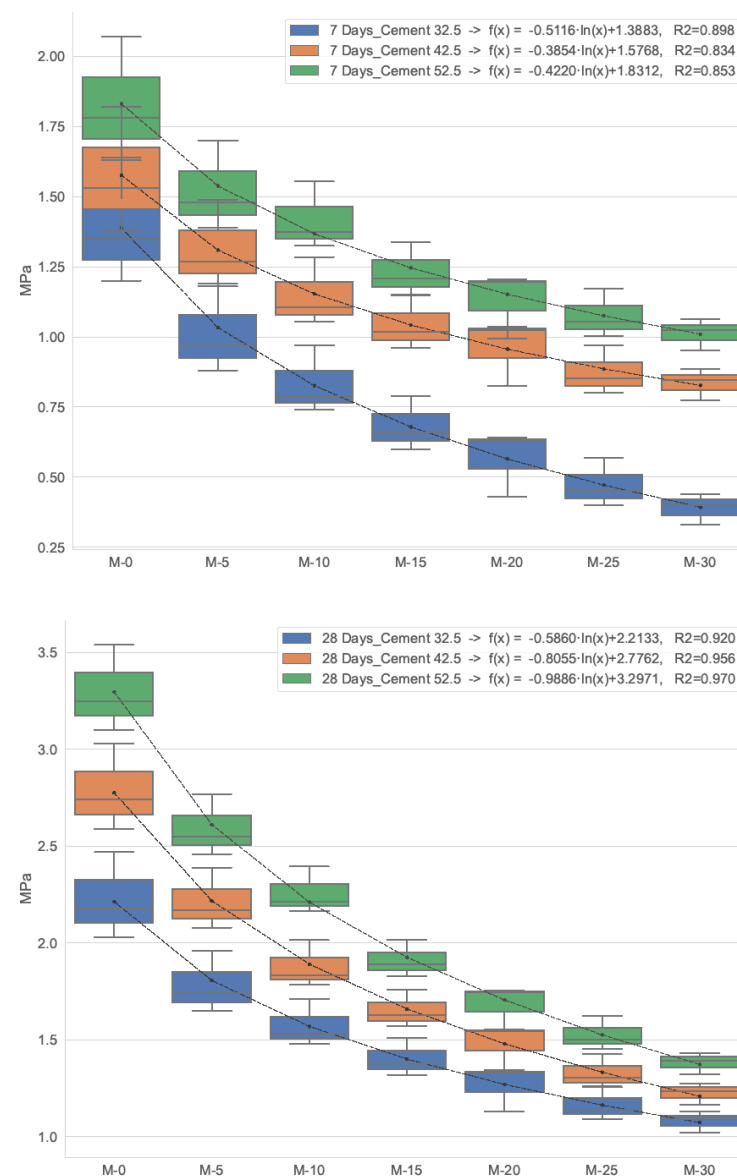 7 Days_Cement 32.5 -> f(x) = -0.5116·ln(x)+1.3883, R2=0.898
7 Days_Cement 42.5 -> f(x) = -0.3854·ln(x)+1.5768, R2=0.834
7 Days_Cement 52.5 -> f(x) = -0.4220·ln(x)+1.8312, R2=0.853
2.00
1.75
1.50
1.25
1.00
0.75
0.50
0.25
MPa
M-0 M-5 M-10 M-15 M-20 M-25 M-30
28 Days_Cement 32.5 -> f(x) = -0.5860·ln(x)+2.2133, R2=0.920
28 Days_Cement 42.5 -> f(x) = -0.8055·ln(x)+2.7762, R2=0.956
28 Days_Cement 52.5 -> f(x) = -0.9886·ln(x)+3.2971, R2=0.970
3.5
3.0
2.5
2.0
1.5
1.0
MPa
M-0 M-5 M-10 M-15 M-20 M-25 M-30